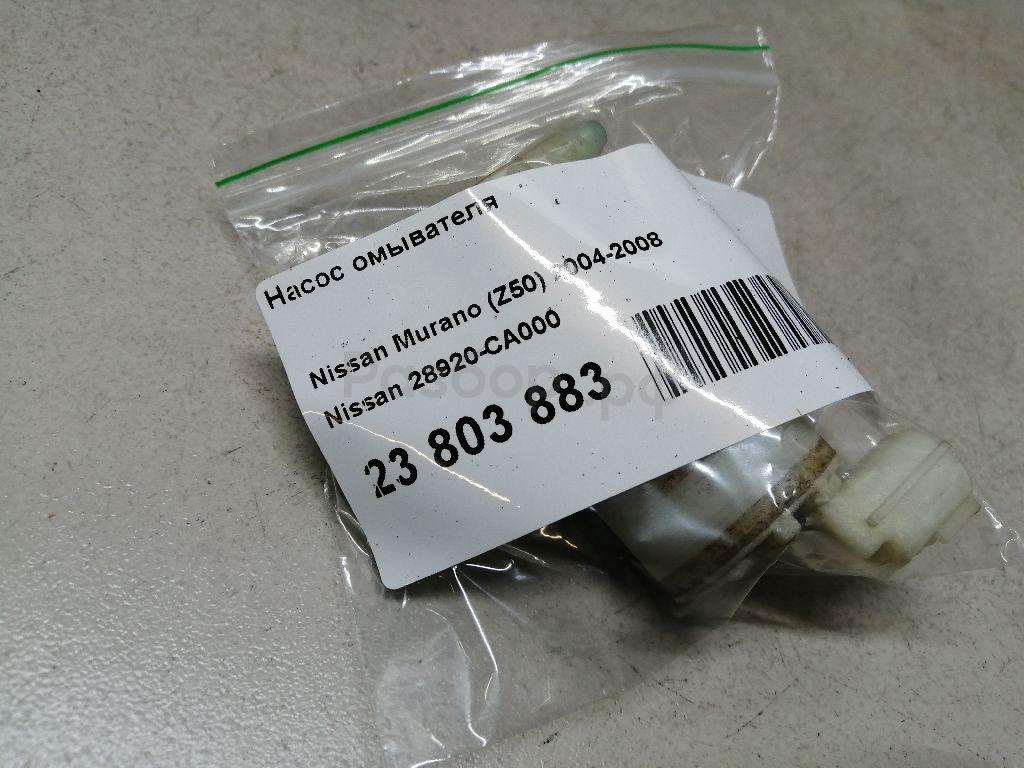 Насос омывателя
Nissan Murano (Z50) 2004-2008
Nissan 28920-CA000
23 803 883